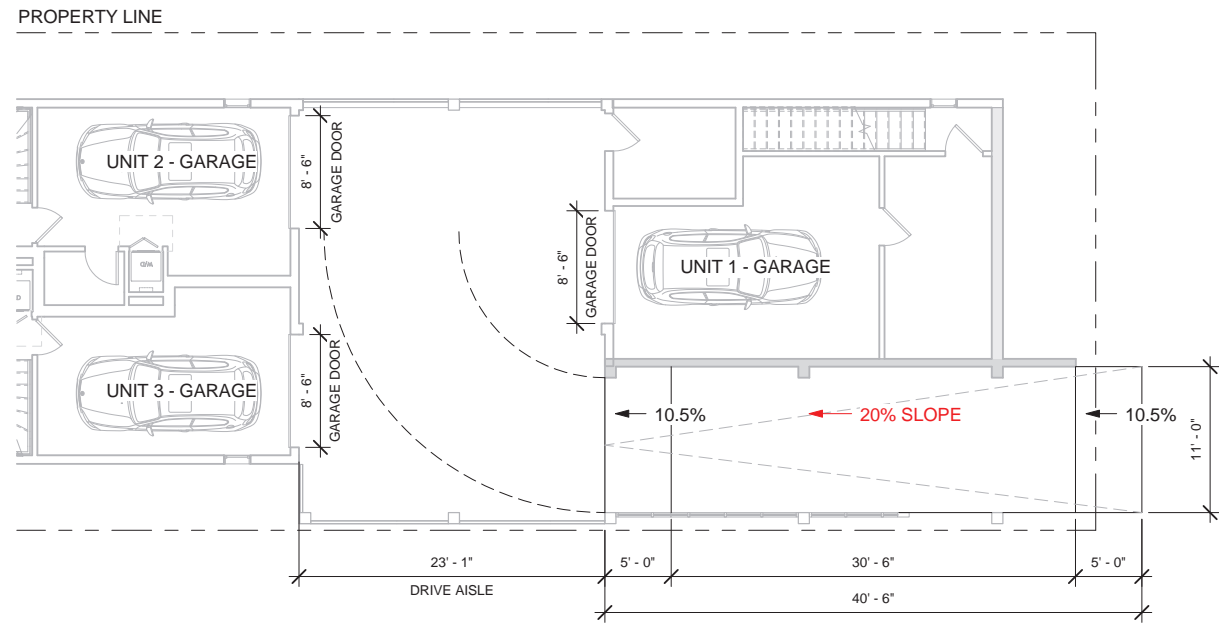 PROPERTY LINE
UNIT 2 - GARAGE
8' - 6"
GARAGE DOOR
W/D
8' - 6"
GARAGE DOOR
UNIT 1 - GARAGE
UNIT 3 - GARAGE
8' - 6"
GARAGE DOOR
10.5%
20% SLOPE
10.5%
11' - 0"
23' - 1"
5' - 0"
30' - 6"
5' - 0"
DRIVE AISLE
40' - 6"